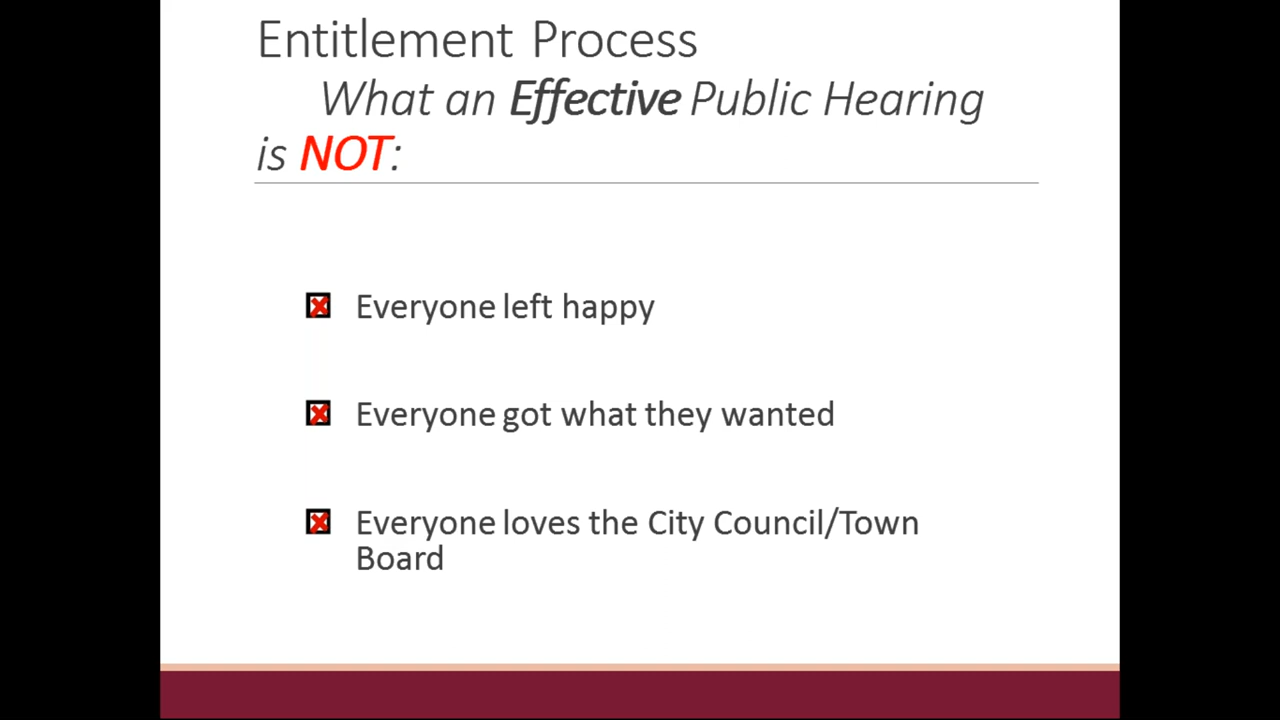 Entitlement Process
What an Effective Public Hearing
is NOT:
Everyone left happy
Everyone got what they wanted
Everyone loves the City Council/Town
Board